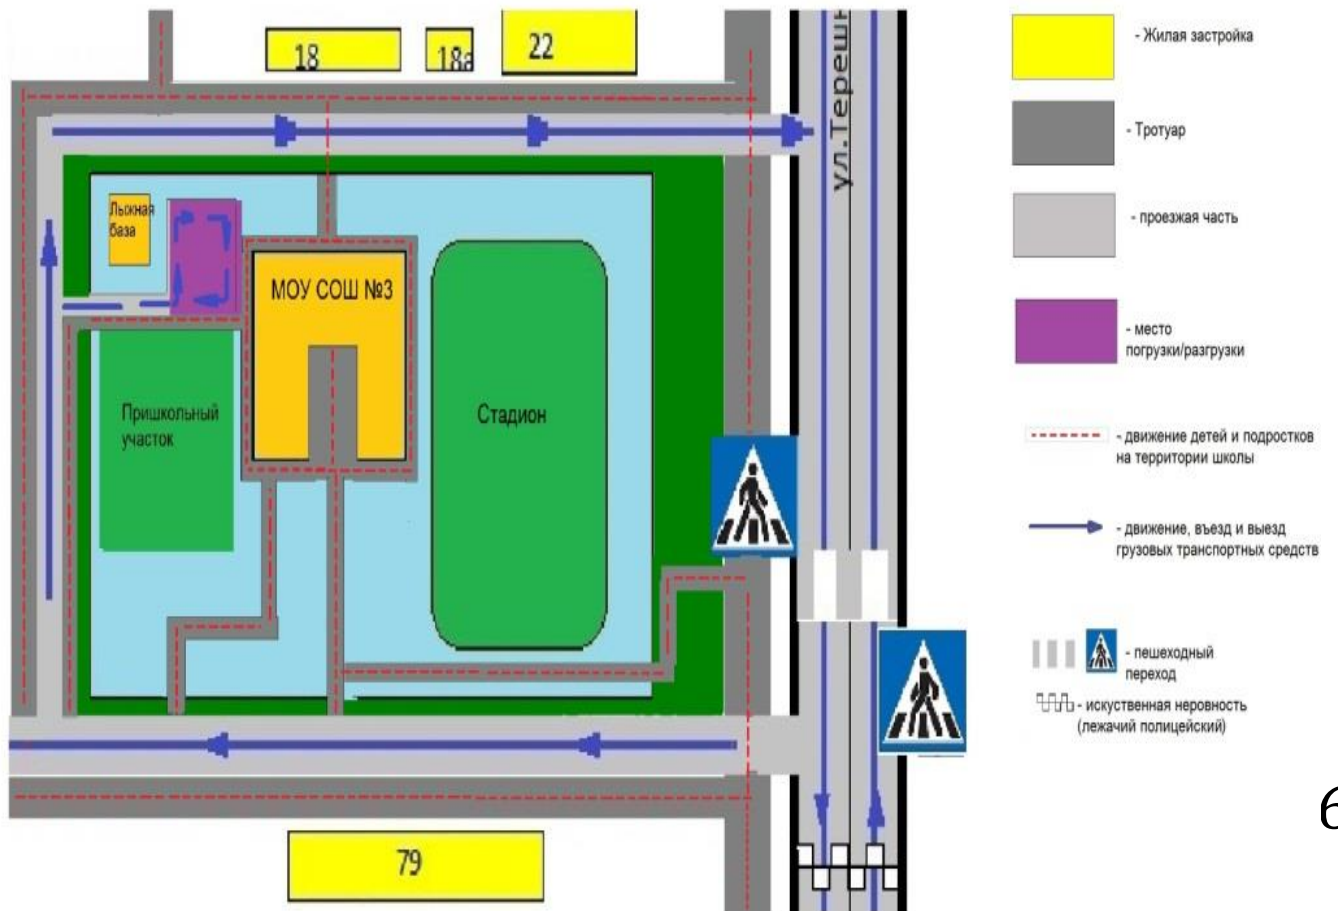 18
18а
22
ул.Терешк
Лыжная
база
МОУ СОШ №3
Пришкольный
участок
Стадион
79
- Жилая застройка
- Тротуар
- проезжая часть
- место
погрузки/разгрузки
- движение детей и подростков
на территории школы
- движение, въезд и выезд
грузовых транспортных средств
- пешеходный
переход
- искуственная неровность
(лежачий полицейский)
6